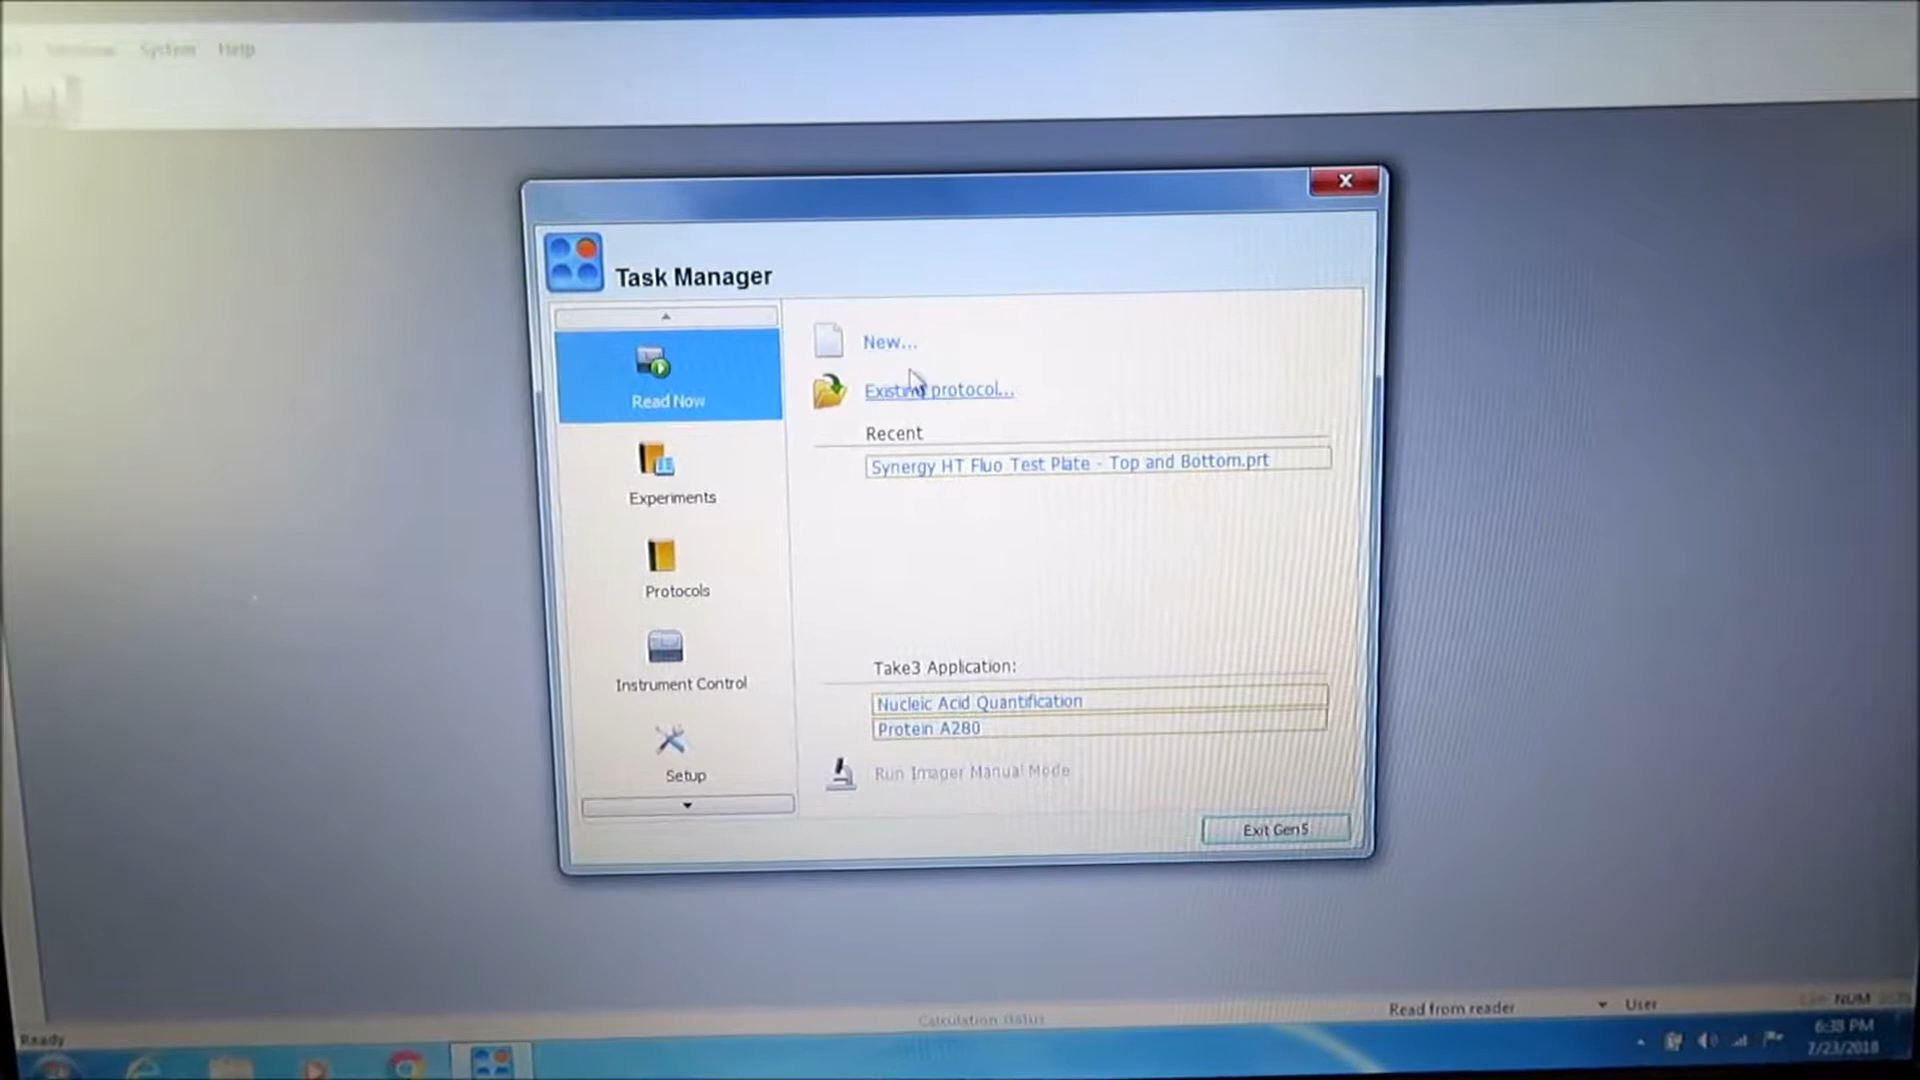 System Help
Task Manager
New...
Read Now
Existing protocol...
Recent
Synergy HT Fluo Test Plate - Top and Bottom.prt
Experiments
Protocols
Instrument Control
Setup
Take3 Application:
Nucleic Acid Quantification
Protein A280
Run Imager Manual Mode
Exit Gen5
Calculation status
Read from reader
User
NUM
Ready
6:38 PM
7/23/2018